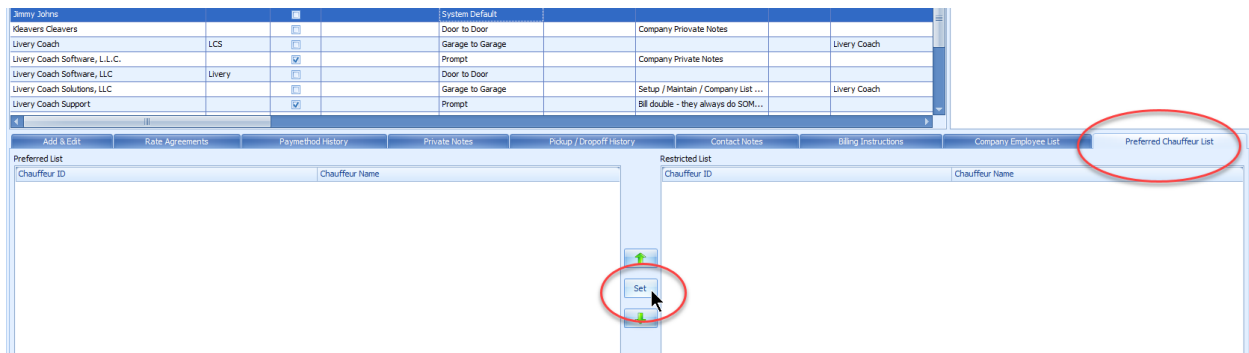 Jimmy Johns System Default
Kleavers Cleavers Door to Door Company Priovate Notes
Livery Coach LCS Garage to Garage Livery Coach
Livery Coach Software, L.L.C. Prompt Company Private Notes
Livery Coach Software, LLC Livery Door to Door
Livery Coach Solutions, LLC Garage to Garage Setup / Maintain / Company List ... Livery Coach
Livery Coach Support Prompt Bill double - they always do SOM...
Add & Edit Rate Agreements Paymethod History Private Notes Pickup / Dropoff History Contact Notes Billing Instructions Company Employee List Preferred Chauffeur List
Preferred List Restricted List
Chauffeur ID Chauffeur Name Chauffeur ID Chauffeur Name
Set